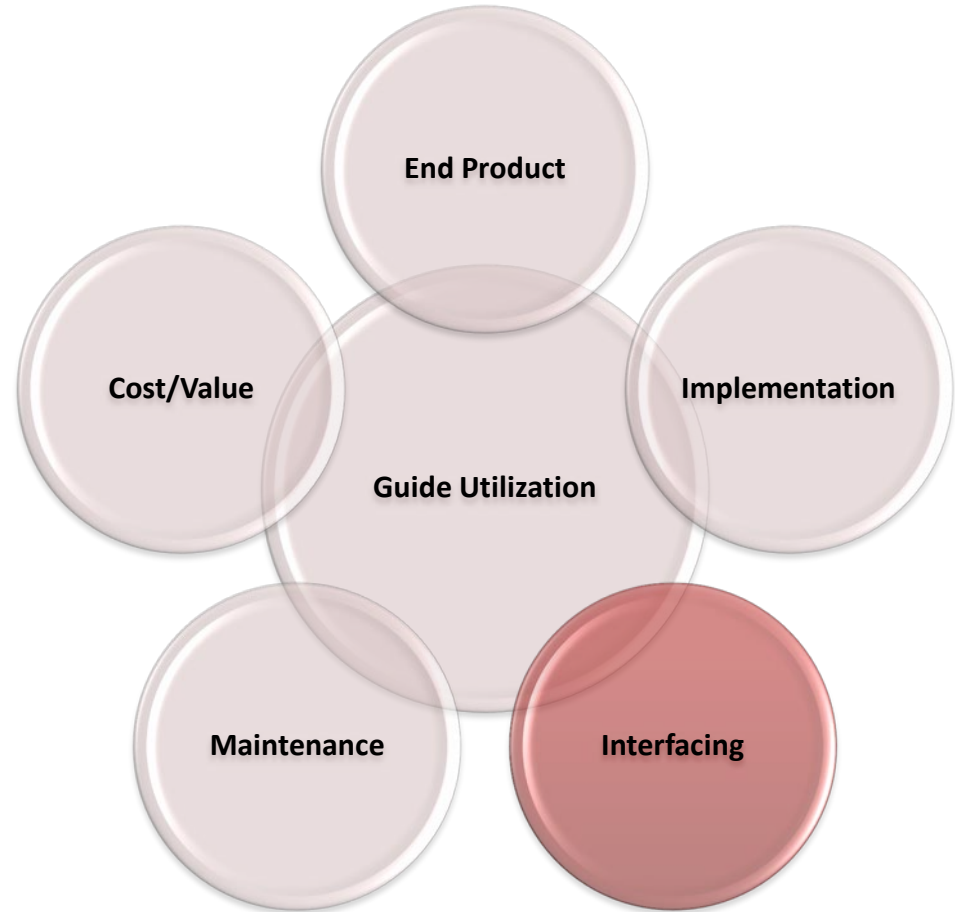 End Product
Cost/Value
Implementation
Guide Utilization
Maintenance
Interfacing